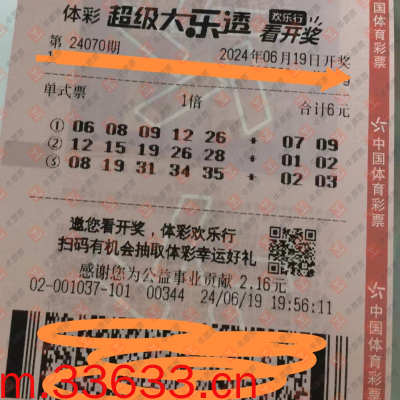 体彩 超级大乐透 欢乐行 看开奖
第 24070期 2024年06月19日开奖
单式票 1倍 合计6元
① 06 08 09 12 26 * 07 09
② 12 15 19 26 28 * 01 02
③ 08 19 31 34 35 * 02 03
邀您看开奖，体彩欢乐行
扫码有机会抽取体彩幸运好礼
感谢您为公益事业贡献 2.16元
02-001037-101 00344 24/06/19 19:56:11
m.33633.cn
中国体育彩票
中国体育彩票